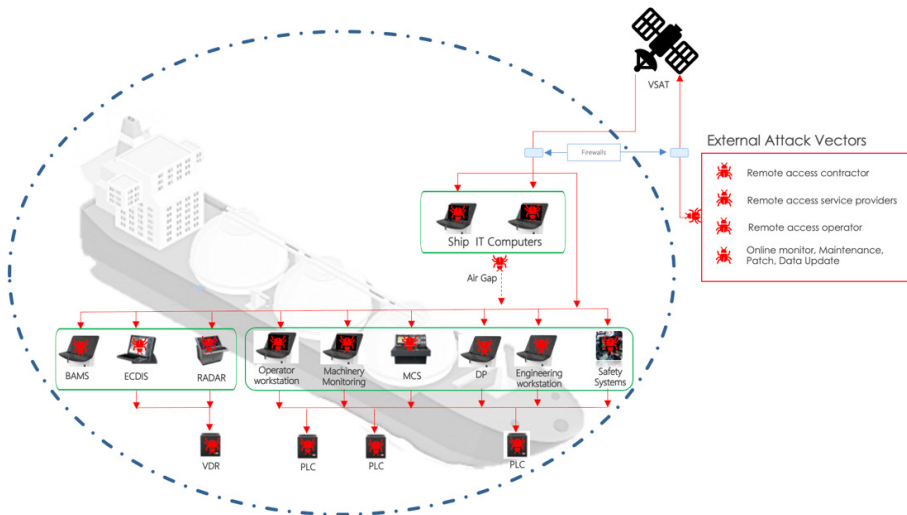 VSAT
External Attack Vectors
Firewalls
Remote access contractor
Remote access service providers
Remote access operator
Online monitor, Maintenance,
Patch, Data Update
Ship IT Computers
Air Gap
BAMS
ECDIS
RADAR
Operator
workstation
Machinery
Monitoring
MCS
DP
Engineering
workstation
Safety
Systems
VDR
PLC
PLC
PLC